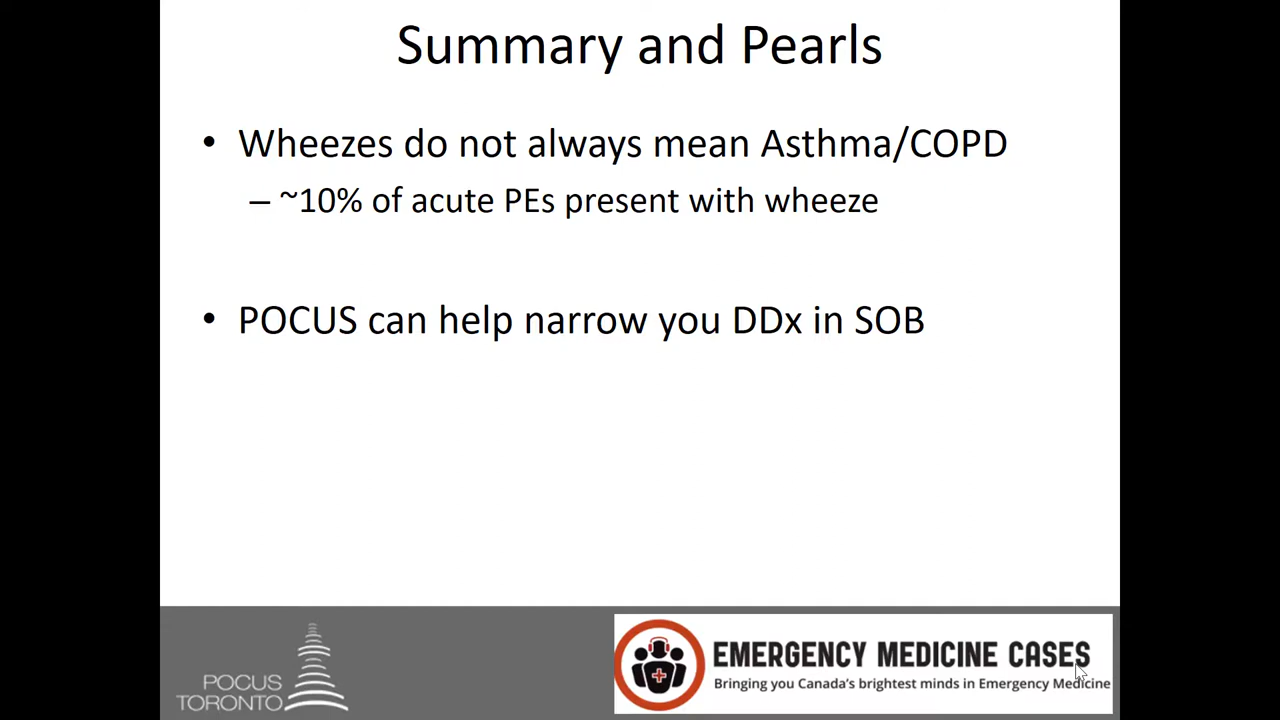 Summary and Pearls
• Wheezes do not always mean Asthma/COPD
– ~10% of acute PEs present with wheeze
• POCUS can help narrow you DDx in SOB
POCUS
TORONTO
EMERGENCY MEDICINE CASES
Bringing you Canada's brightest minds in Emergency Medicine